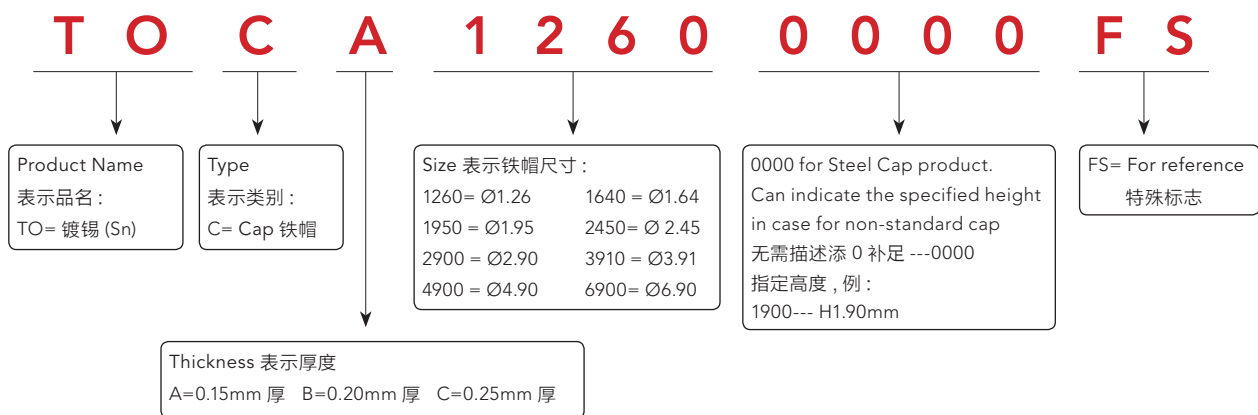 T O C A 1 2 6 0 0 0 0 0 F S
Product Name
表示品名 :
TO= 镀锡 (Sn)
Type
表示类别 :
C= Cap 铁帽
Size 表示铁帽尺寸 :
1260= Ø1.26 1640 = Ø1.64
1950 = Ø1.95 2450= Ø 2.45
2900 = Ø2.90 3910 = Ø3.91
4900 = Ø4.90 6900= Ø6.90
0000 for Steel Cap product.
Can indicate the specified height
in case for non-standard cap
无需描述添 0 补足 ---0000
指定高度 , 例 :
1900--- H1.90mm
FS= For reference
特殊标志
Thickness 表示厚度
A=0.15mm 厚 B=0.20mm 厚 C=0.25mm 厚